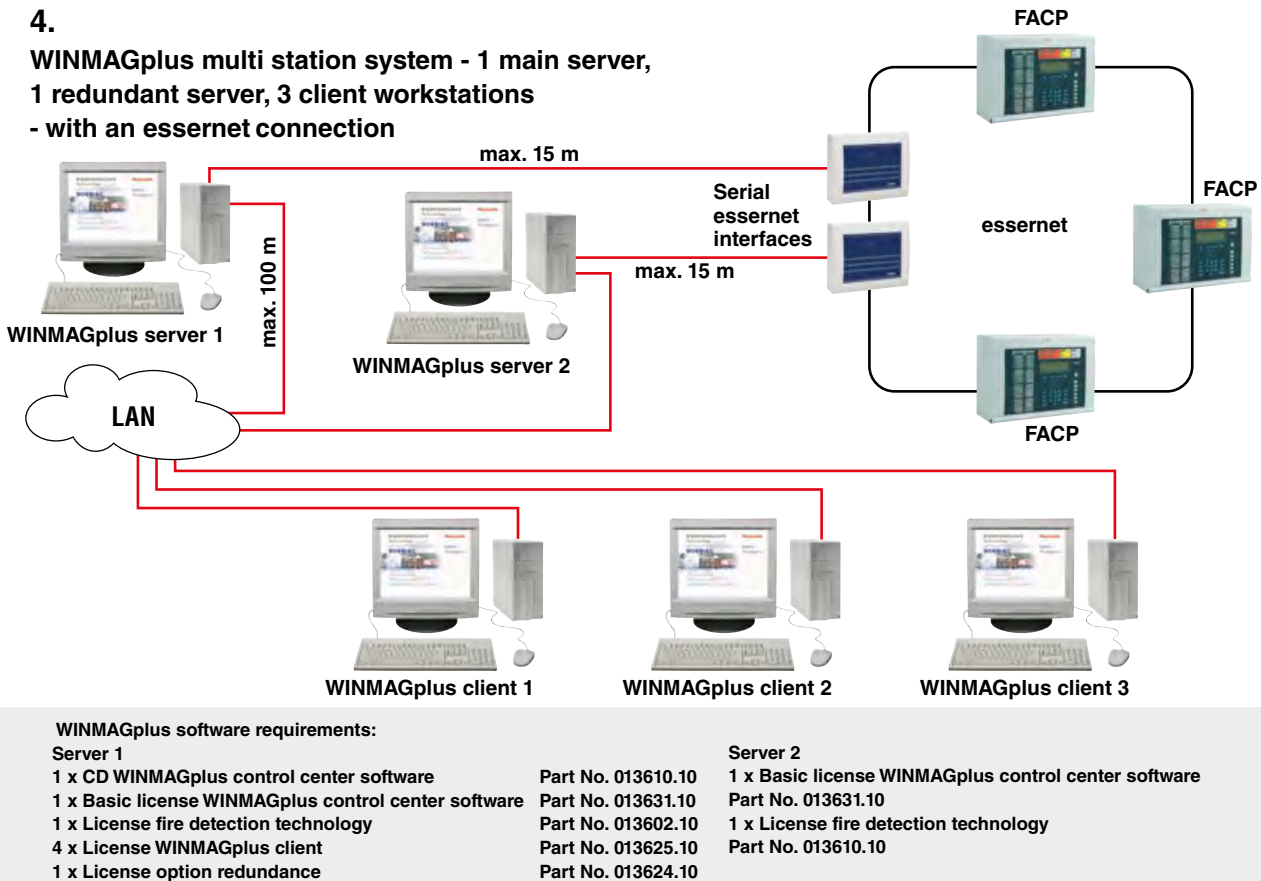 4.
WINMAGplus multi station system - 1 main server,
1 redundant server, 3 client workstations
- with an essernet connection
FACP
max. 15 m
Serial
essernet
interfaces
essernet
FACP
max. 15 m
max. 100 m
WINMAGplus server 1
WINMAGplus server 2
LAN
FACP
WINMAGplus client 1
WINMAGplus client 2
WINMAGplus client 3
WINMAGplus software requirements:
Server 1
1 x CD WINMAGplus control center software Part No. 013610.10
1 x Basic license WINMAGplus control center software Part No. 013631.10
1 x License fire detection technology Part No. 013602.10
4 x License WINMAGplus client Part No. 013625.10
1 x License option redundance Part No. 013624.10
Server 2
1 x Basic license WINMAGplus control center software
Part No. 013631.10
1 x License fire detection technology
Part No. 013610.10